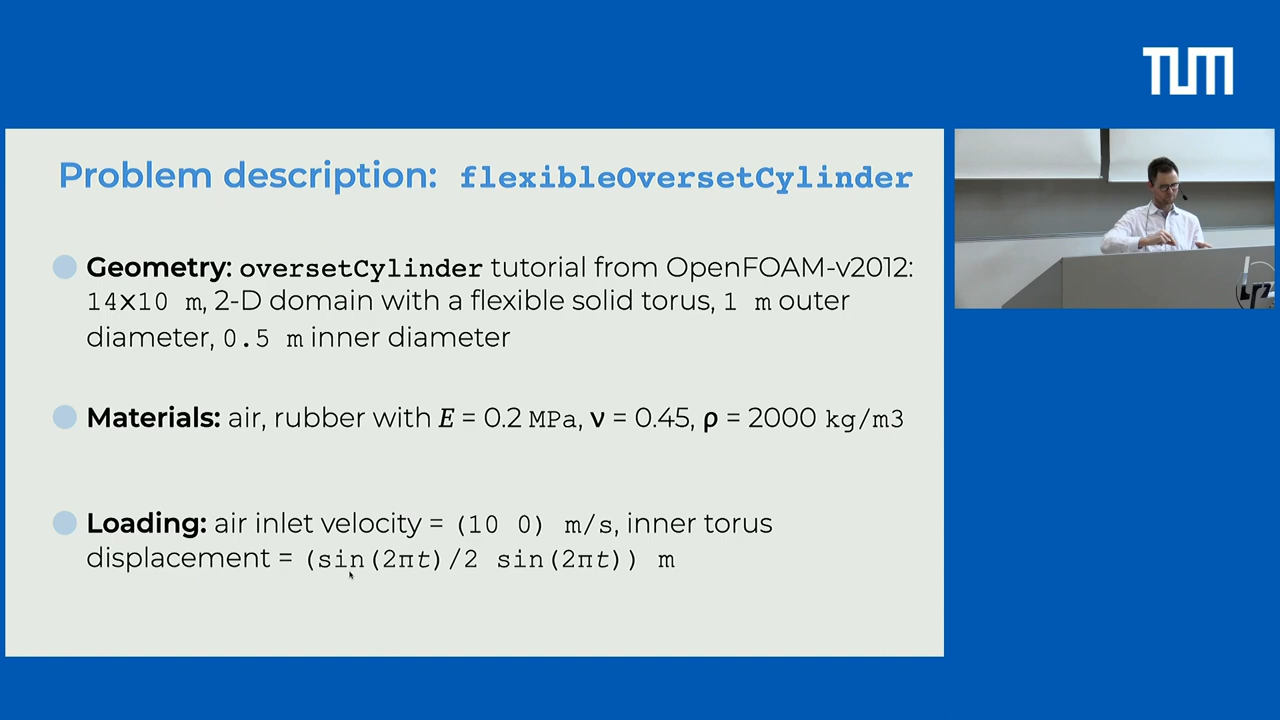 TUM
Problem description: flexibleOversetCylinder
Geometry: oversetCylinder tutorial from OpenFOAM-v2012:
14×10 m, 2-D domain with a flexible solid torus, 1 m outer
diameter, 0.5 m inner diameter
Materials: air, rubber with E = 0.2 MPa, ν = 0.45, ρ = 2000 kg/m3
Loading: air inlet velocity = (10 0) m/s, inner torus
displacement = (sin(2πt)/2 sin(2πt)) m